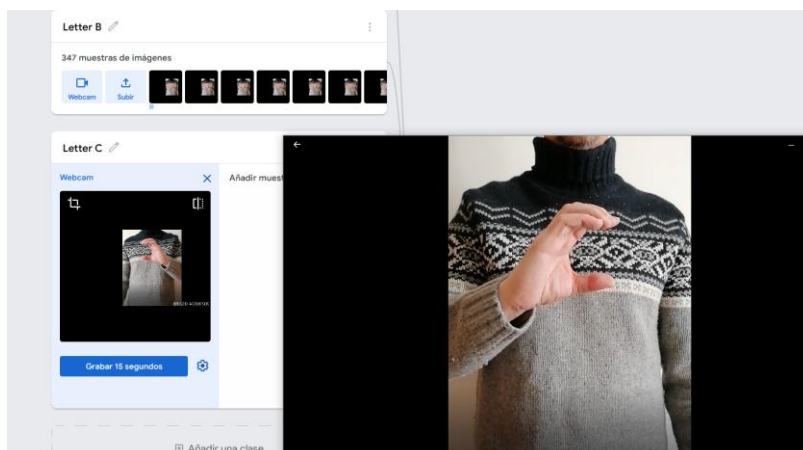 Letter B
347 muestras de imágenes
Webcam
Subir
Letter C
Webcam
Añadir muest
Grabar 15 segundos
Añadir una clase